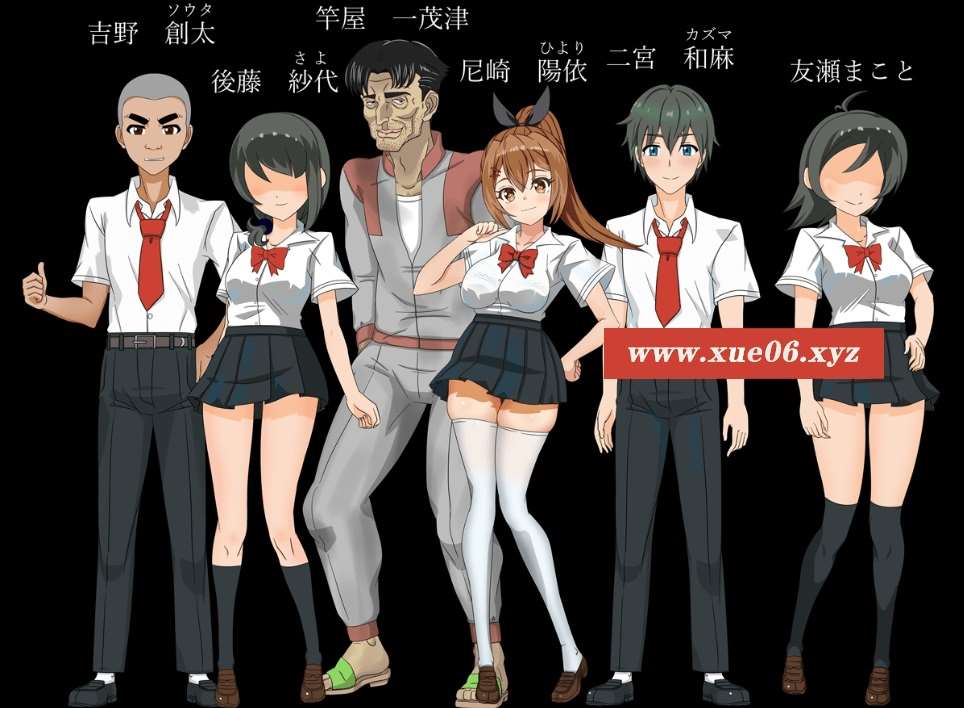 ソウタ
吉野 創太
さよ
後藤 紗代
竿屋 一茂津
ひより
尼崎 陽依
カズマ
二宮 和麻
友瀬まこと
www.xue06.xyz